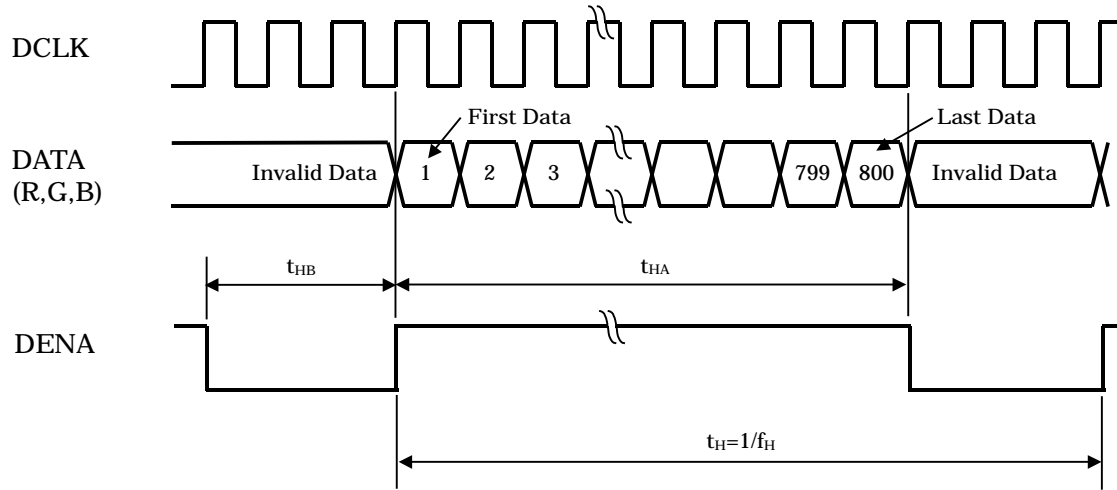 DCLK
First Data
Last Data
DATA
(R,G,B)
Invalid Data
1
2
3
799
800
Invalid Data
tHB
tHA
DENA
tH=1/fH